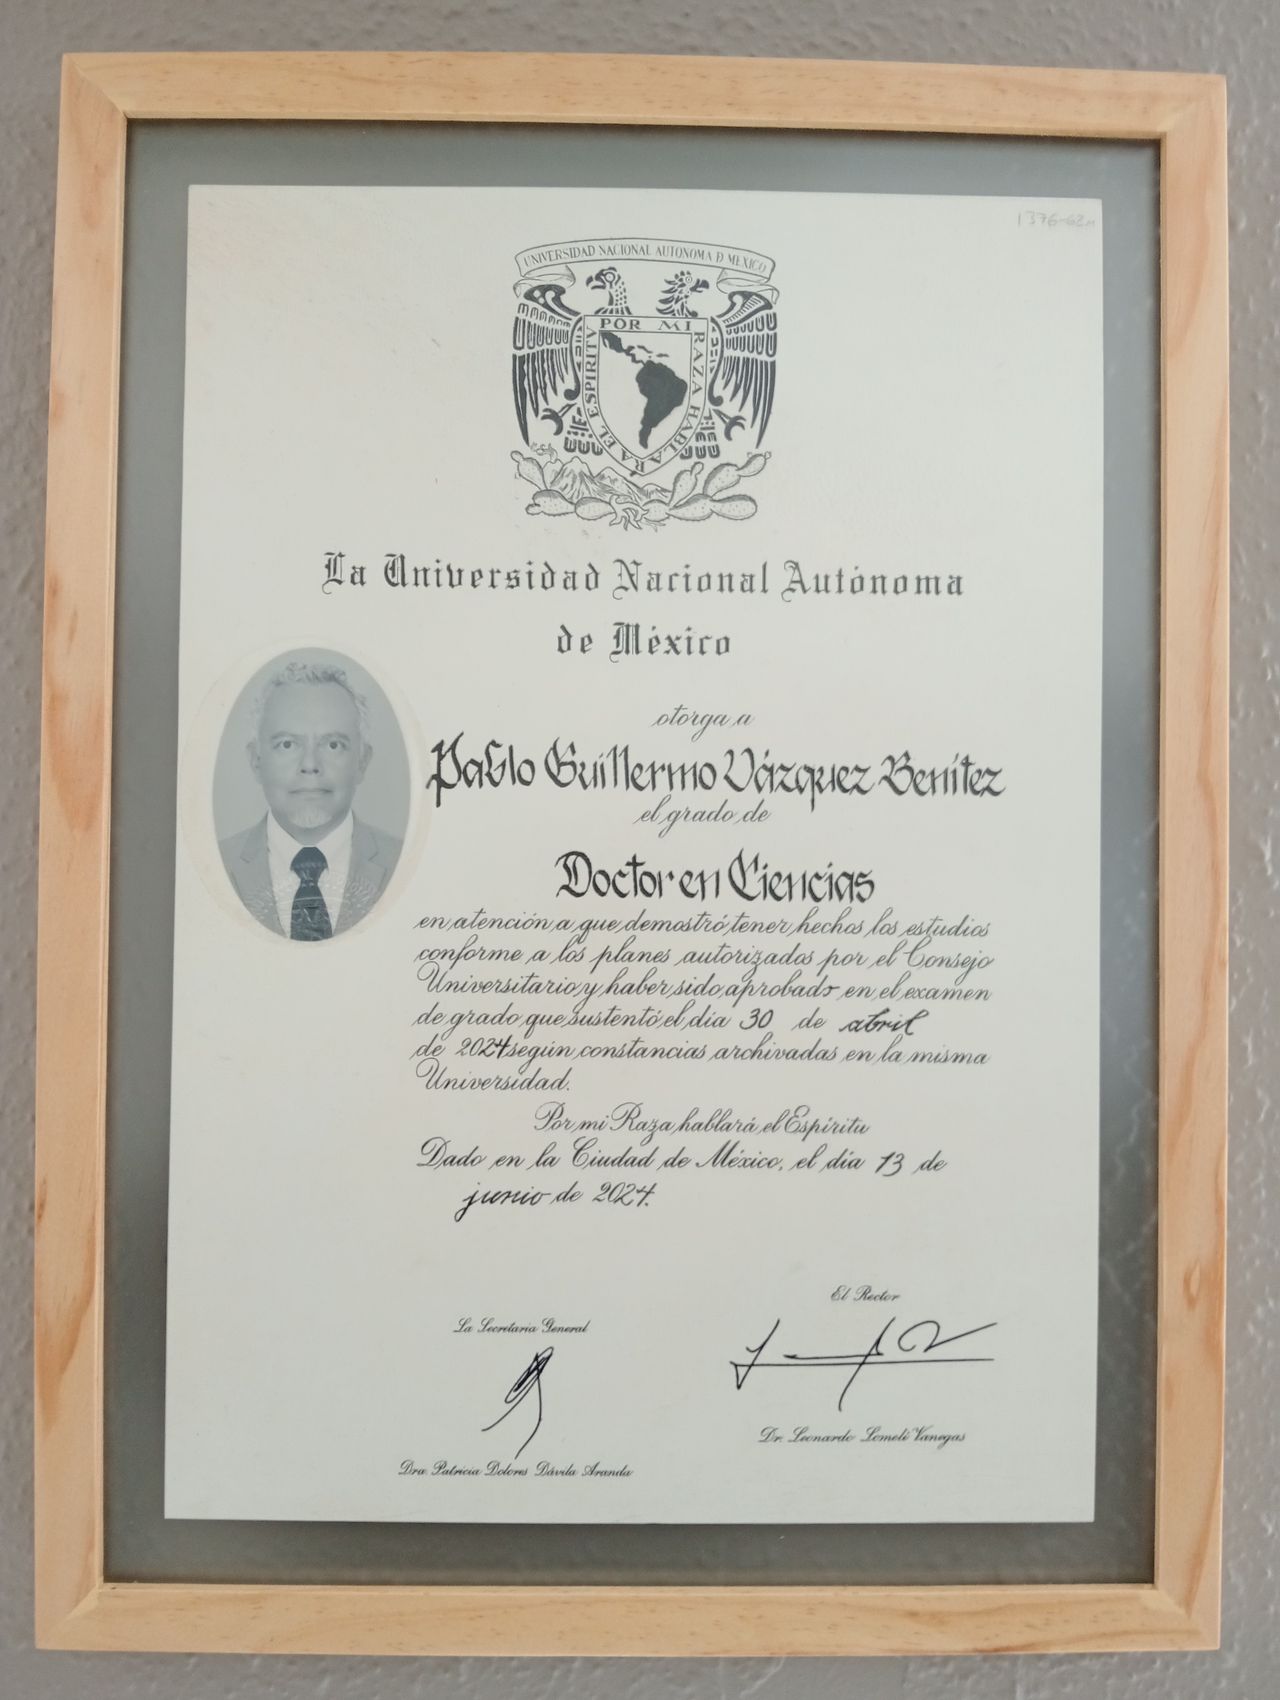 1376-62M
UNIVERSIDAD NACIONAL AUTONOMA D MEXICO
POR MI
RAZA HABLARA EL ESPIRITV
La Universidad Nacional Autónoma
de México
otorga a
Pablo Guillermo Vázquez Benítez
el grado de
Doctor en Ciencias
en atención a que demostró tener hechos los estudios
conforme a los planes autorizados por el Consejo
Universitario y haber sido aprobado en el examen
de grado que sustentó el día 30 de abril
de 2024 según constancias archivadas en la misma
Universidad.
Por mi Raza hablará el Espíritu
Dado en la Ciudad de México, el día 13 de
junio de 2024.
El Rector
La Secretaria General
Dr. Leonardo Lomelí Vanegas
Dra. Patricia Dolores Dávila Aranda